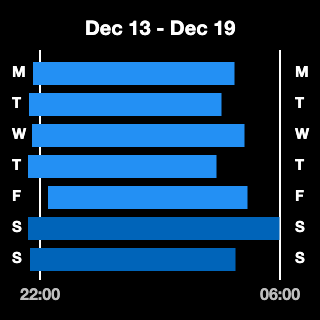 Dec 13 - Dec 19
M M
T T
W W
T T
F F
S S
S S
22:00 06:00